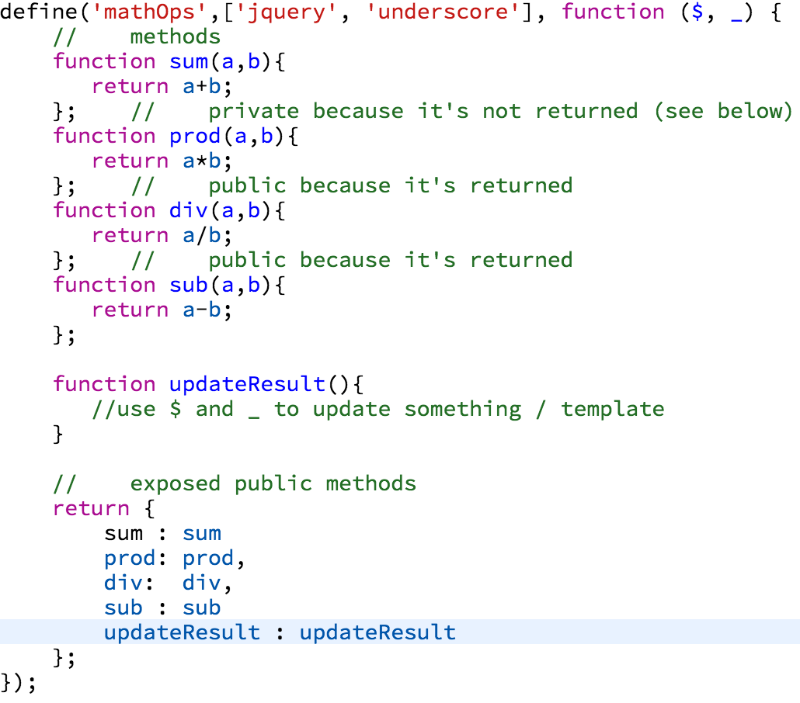 define('mathOps',['jquery', 'underscore'], function ($, _) {
    //    methods
    function sum(a,b){
       return a+b;
    };    //    private because it's not returned (see below)
    function prod(a,b){
       return a*b;
    };    //    public because it's returned
    function div(a,b){
       return a/b;
    };    //    public because it's returned
    function sub(a,b){
       return a-b;
    };

    function updateResult(){
       //use $ and _ to update something / template
    }

    //    exposed public methods
    return {
        sum : sum
        prod: prod,
        div:  div,
        sub : sub
        updateResult : updateResult
    };
});